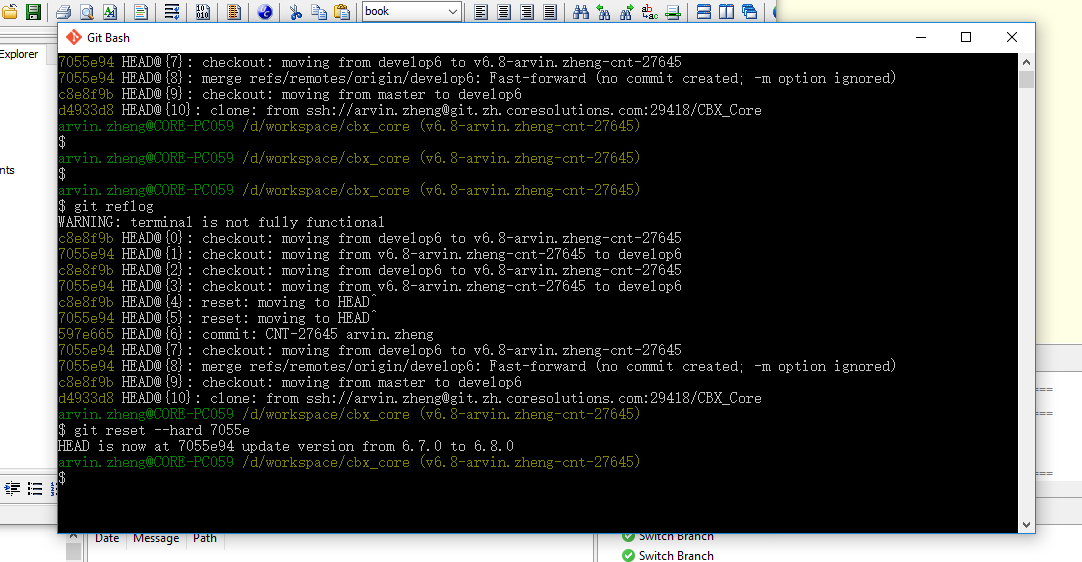 book
Git Bash
Explorer
nts
7055e94 HEAD@{7}: checkout: moving from develop6 to v6.8-arvin.zheng-cnt-27645
7055e94 HEAD@{8}: merge refs/remotes/origin/develop6: Fast-forward (no commit created; -m option ignored)
c8e8f9b HEAD@{9}: checkout: moving from master to develop6
d4933d8 HEAD@{10}: clone: from ssh://arvin.zheng@git.zh.coresolutions.com:29418/CBX_Core
arvin.zheng@CORE-PC059 /d/workspace/cbx_core (v6.8-arvin.zheng-cnt-27645)
$
arvin.zheng@CORE-PC059 /d/workspace/cbx_core (v6.8-arvin.zheng-cnt-27645)
$
arvin.zheng@CORE-PC059 /d/workspace/cbx_core (v6.8-arvin.zheng-cnt-27645)
$ git reflog
WARNING: terminal is not fully functional
c8e8f9b HEAD@{0}: checkout: moving from develop6 to v6.8-arvin.zheng-cnt-27645
7055e94 HEAD@{1}: checkout: moving from v6.8-arvin.zheng-cnt-27645 to develop6
c8e8f9b HEAD@{2}: checkout: moving from develop6 to v6.8-arvin.zheng-cnt-27645
7055e94 HEAD@{3}: checkout: moving from v6.8-arvin.zheng-cnt-27645 to develop6
c8e8f9b HEAD@{4}: reset: moving to HEAD^
7055e94 HEAD@{5}: reset: moving to HEAD^
597e665 HEAD@{6}: commit: CNT-27645 arvin.zheng
7055e94 HEAD@{7}: checkout: moving from develop6 to v6.8-arvin.zheng-cnt-27645
7055e94 HEAD@{8}: merge refs/remotes/origin/develop6: Fast-forward (no commit created; -m option ignored)
c8e8f9b HEAD@{9}: checkout: moving from master to develop6
d4933d8 HEAD@{10}: clone: from ssh://arvin.zheng@git.zh.coresolutions.com:29418/CBX_Core
arvin.zheng@CORE-PC059 /d/workspace/cbx_core (v6.8-arvin.zheng-cnt-27645)
$ git reset --hard 7055e
HEAD is now at 7055e94 update version from 6.7.0 to 6.8.0
arvin.zheng@CORE-PC059 /d/workspace/cbx_core (v6.8-arvin.zheng-cnt-27645)
$
===
===
===
Date Message Path
Switch Branch
Switch Branch